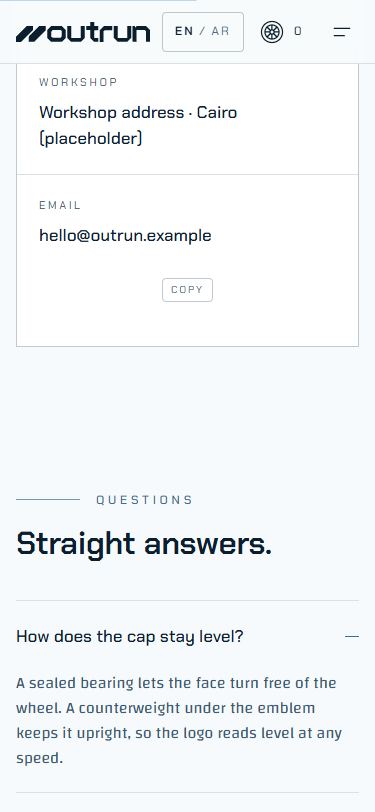 outrun
EN / AR
0
WORKSHOP
Workshop address · Cairo
(placeholder)
EMAIL
hello@outrun.example
COPY
QUESTIONS
Straight answers.
How does the cap stay level?
A sealed bearing lets the face turn free of the
wheel. A counterweight under the emblem
keeps it upright, so the logo reads level at any
speed.